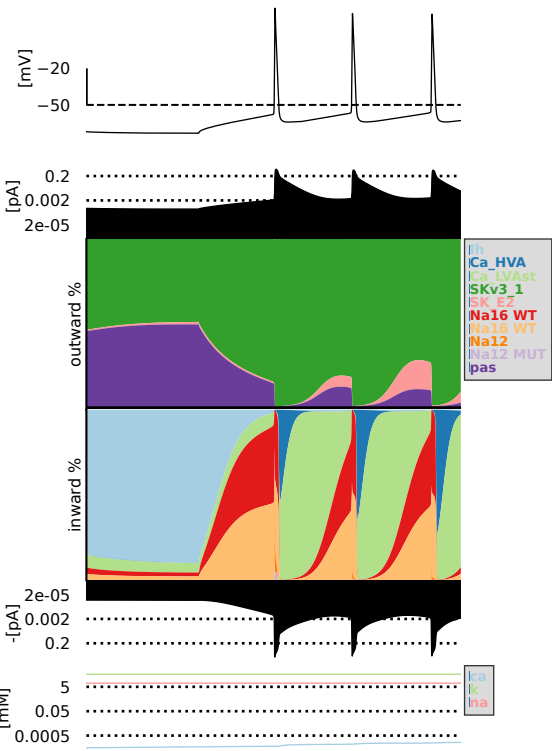 [mV]
−20
−50
[pA]
0.2
0.002
2e-05
outward %
Ih
Ca_HVA
Ca_LVAst
SKv3_1
SK_E2
Na16 WT
Na16 WT
Na12
Na12 MUT
pas
inward %
-[pA]
2e-05
0.002
0.2
[mM]
5
0.05
0.0005
ca
k
na